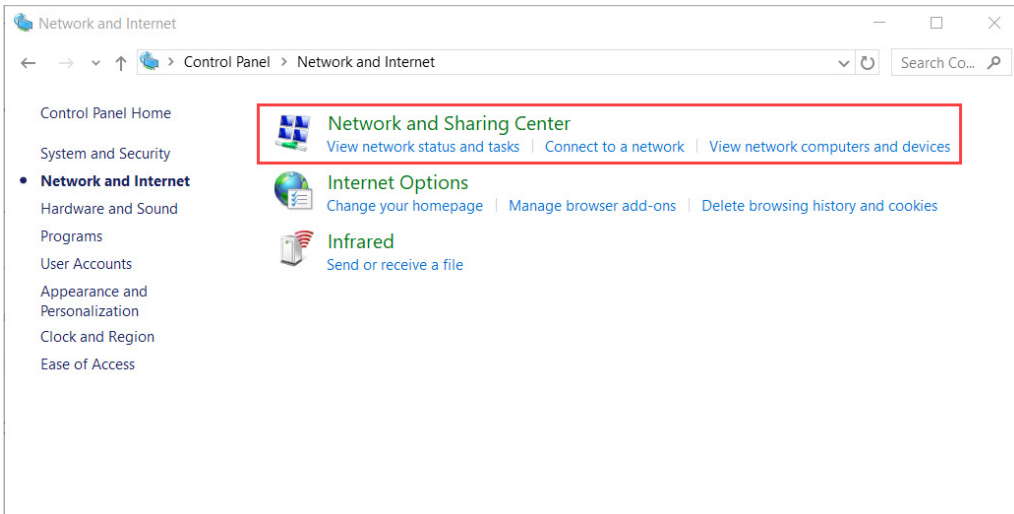 Network and Internet
Control Panel > Network and Internet
Search Co...
Control Panel Home
System and Security
Network and Internet
Hardware and Sound
Programs
User Accounts
Appearance and
Personalization
Clock and Region
Ease of Access
Network and Sharing Center
View network status and tasks | Connect to a network | View network computers and devices
Internet Options
Change your homepage | Manage browser add-ons | Delete browsing history and cookies
Infrared
Send or receive a file